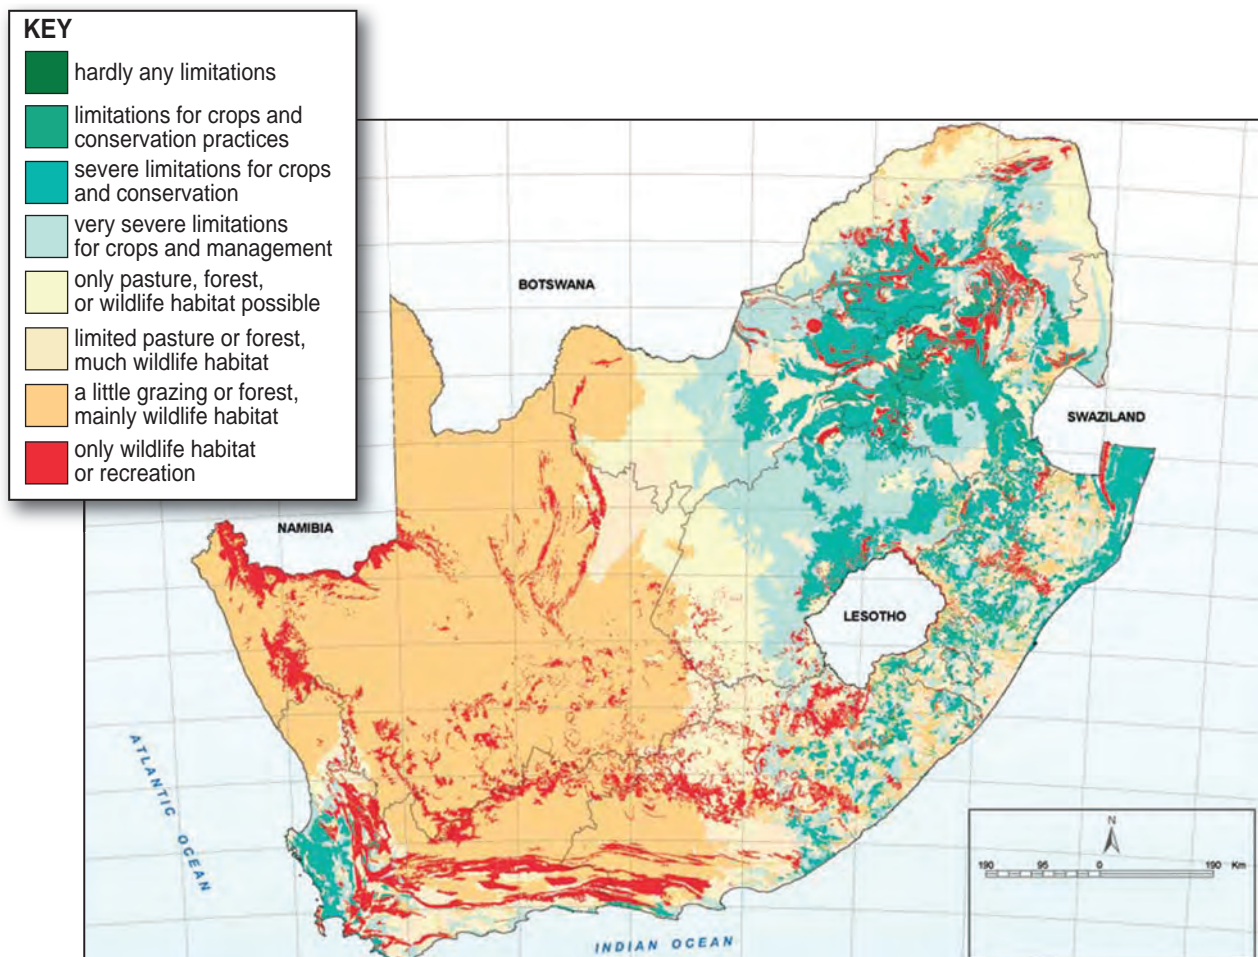 KEY
hardly any limitations
limitations for crops and
conservation practices
severe limitations for crops
and conservation
very severe limitations
for crops and management
only pasture, forest,
or wildlife habitat possible
limited pasture or forest,
much wildlife habitat
a little grazing or forest,
mainly wildlife habitat
only wildlife habitat
or recreation
BOTSWANA
SWAZILAND
NAMIBIA
LESOTHO
ATLANTIC OCEAN
INDIAN OCEAN
N
190 95 0 190 Km